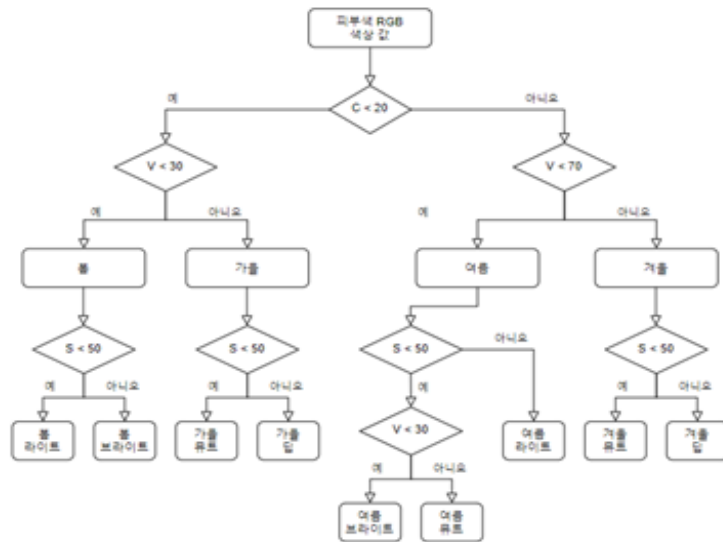 피부색 RGB
색상 값
예
C < 20
아니요
V < 30
V < 70
예
아니요
예
아니요
봄
가을
여름
겨울
S < 50
S < 50
S < 50
아니요
S < 50
예
아니요
예
아니요
예
예
아니요
봄
라이트
봄
브라이트
가을
뮤트
가을
딥
V < 30
여름
라이트
겨울
뮤트
겨울
딥
예
아니요
여름
브라이트
여름
뮤트